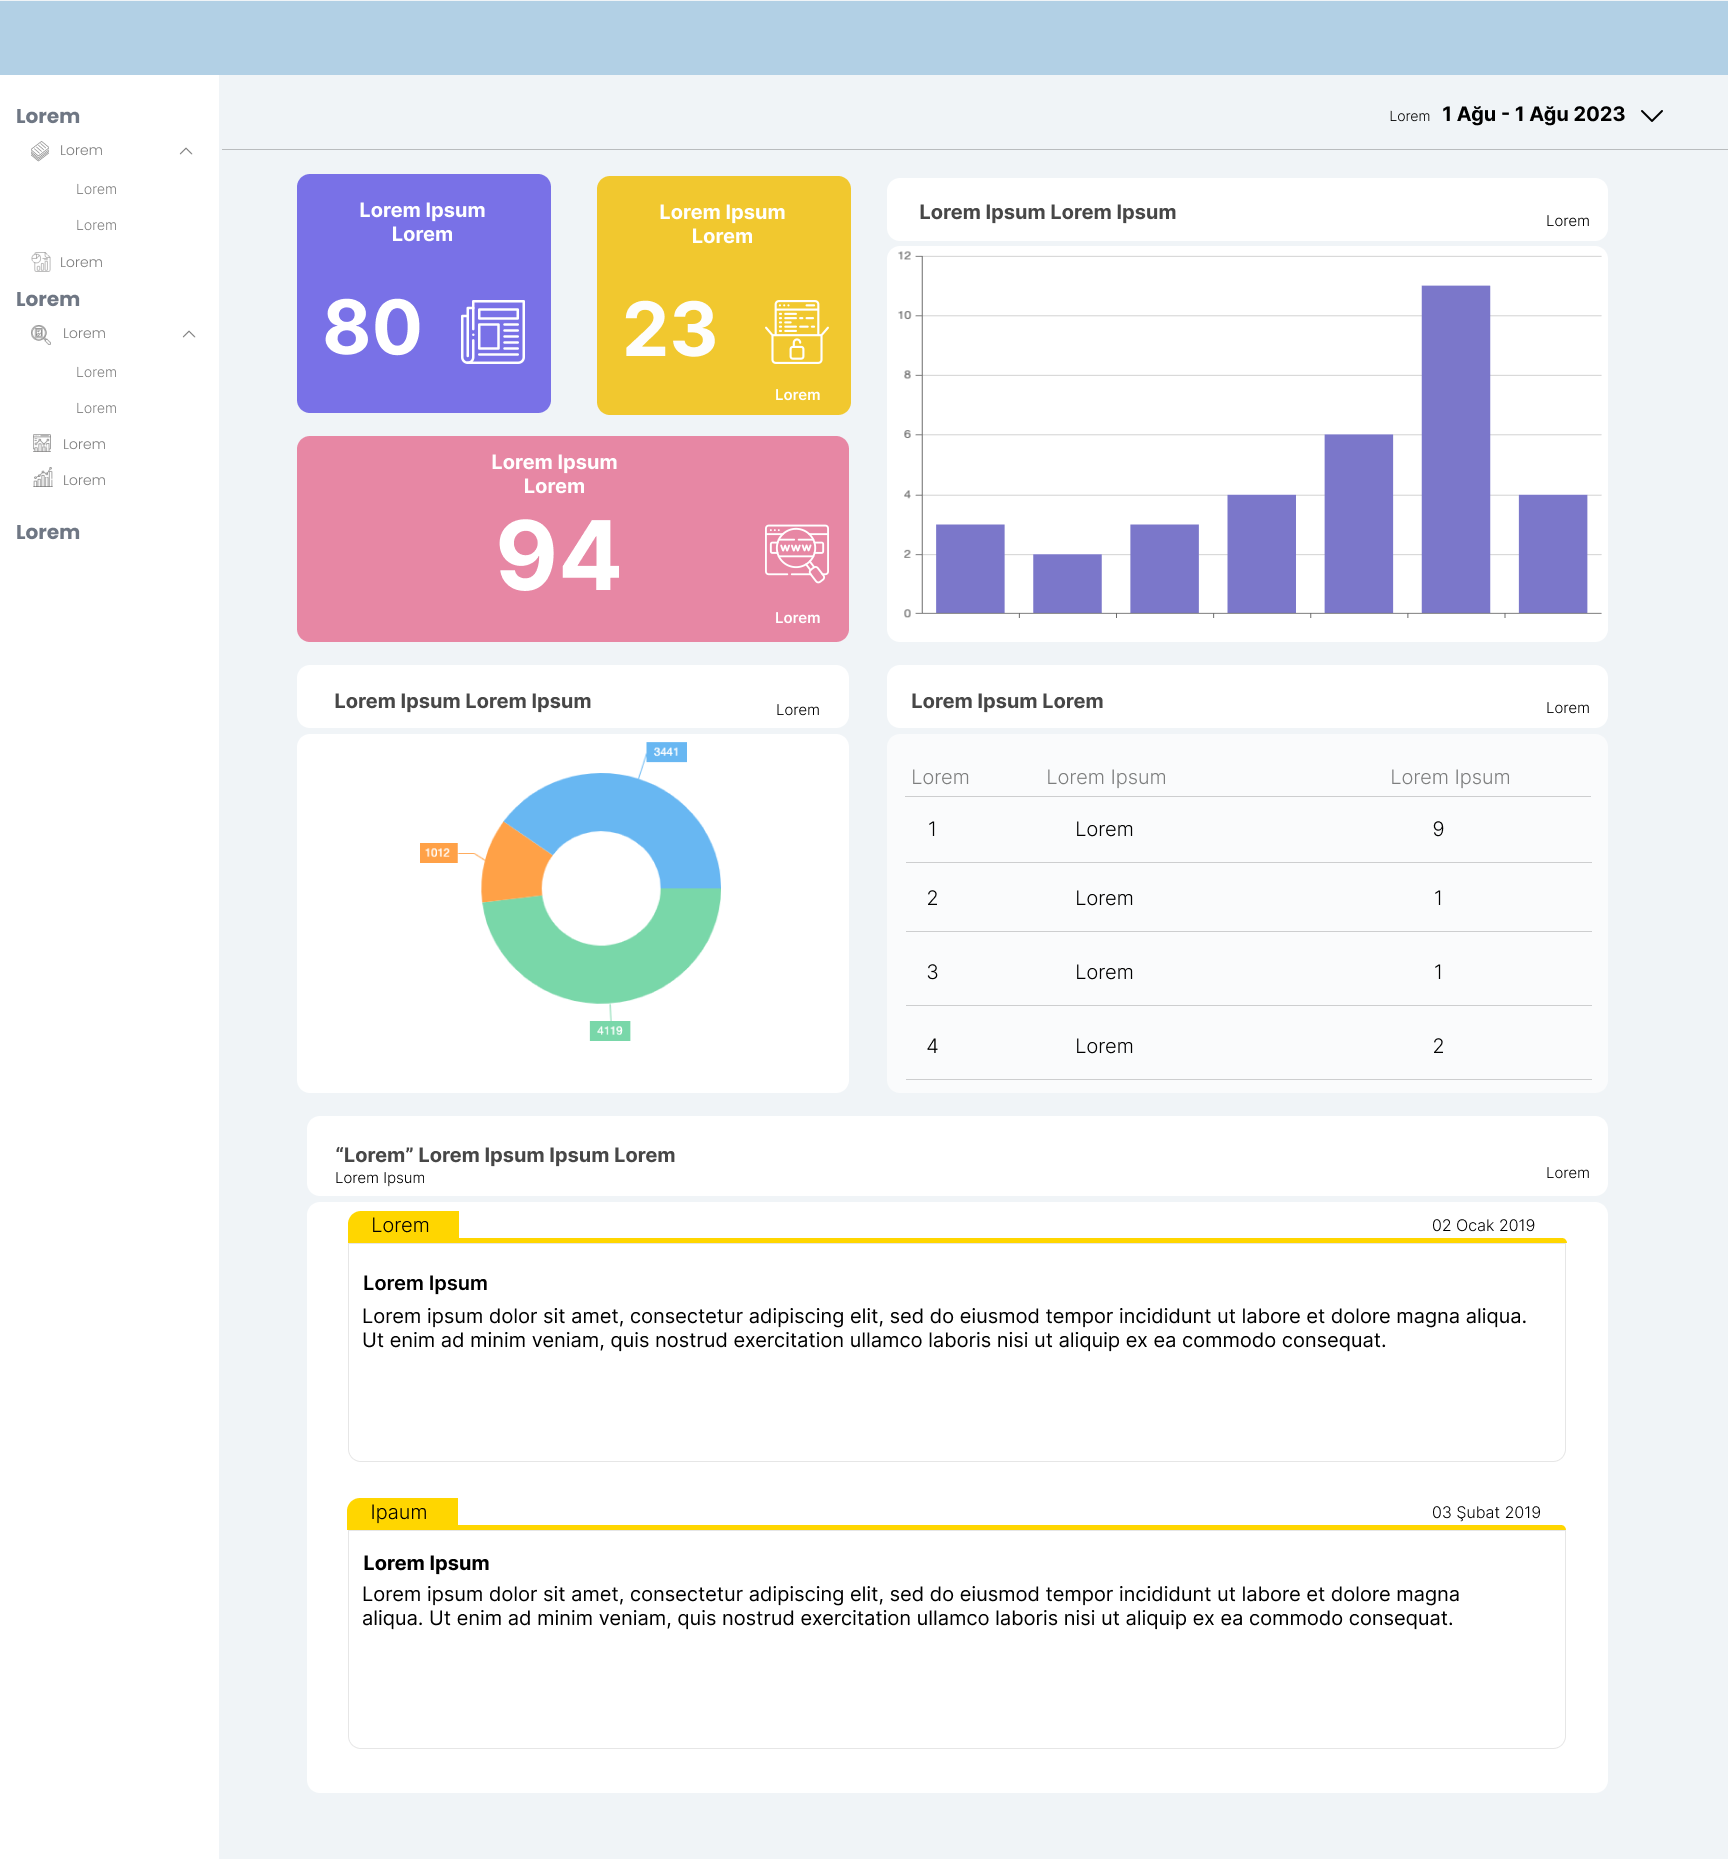 Lorem
Lorem
Lorem
Lorem
Lorem
Lorem
Lorem
Lorem
Lorem
Lorem
Lorem
Lorem
Lorem 1 Ağu - 1 Ağu 2023
Lorem Ipsum
Lorem
80
Lorem Ipsum
Lorem
23
Lorem
Lorem Ipsum
Lorem
94
WWW
Lorem
Lorem Ipsum Lorem Ipsum
Lorem
12
10
8
6
4
2
0
Lorem Ipsum Lorem Ipsum
Lorem
3441
1012
4119
Lorem Ipsum Lorem
Lorem
Lorem Lorem Ipsum Lorem Ipsum
1 Lorem 9
2 Lorem 1
3 Lorem 1
4 Lorem 2
“Lorem” Lorem Ipsum Ipsum Lorem
Lorem Ipsum
Lorem
Lorem
02 Ocak 2019
Lorem Ipsum
Lorem ipsum dolor sit amet, consectetur adipiscing elit, sed do eiusmod tempor incididunt ut labore et dolore magna aliqua.
Ut enim ad minim veniam, quis nostrud exercitation ullamco laboris nisi ut aliquip ex ea commodo consequat.
Ipaum
03 Şubat 2019
Lorem Ipsum
Lorem ipsum dolor sit amet, consectetur adipiscing elit, sed do eiusmod tempor incididunt ut labore et dolore magna
aliqua. Ut enim ad minim veniam, quis nostrud exercitation ullamco laboris nisi ut aliquip ex ea commodo consequat.